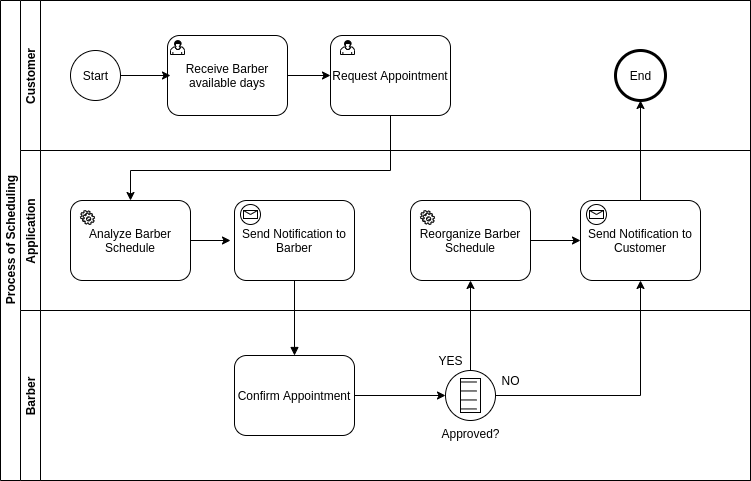 Process of Scheduling
Customer
Start
Receive Barber
available days
Request Appointment
End
Application
Analyze Barber
Schedule
Send Notification to
Barber
Reorganize Barber
Schedule
Send Notification to
Customer
Barber
Confirm Appointment
YES
NO
Approved?